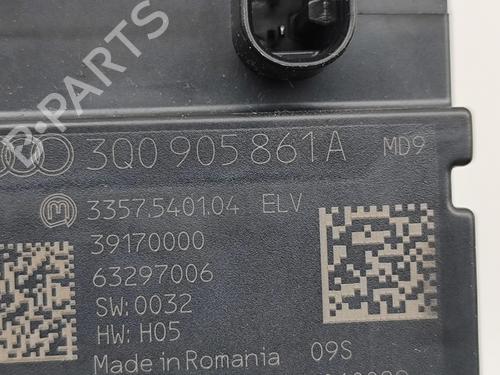 B-PARTS
3Q0 905 861 A MD9
3357.5401.04 ELV
39170000
63297006
SW:0032
HW: H05
Made in Romania 09S